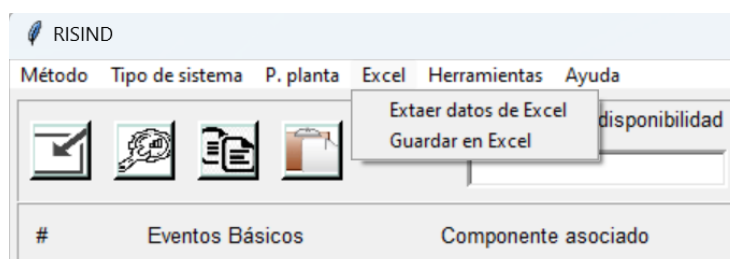 RISIND
Método Tipo de sistema P. planta Excel Herramientas Ayuda
Extaer datos de Excel
Guardar en Excel
disponibilidad
# Eventos Básicos Componente asociado